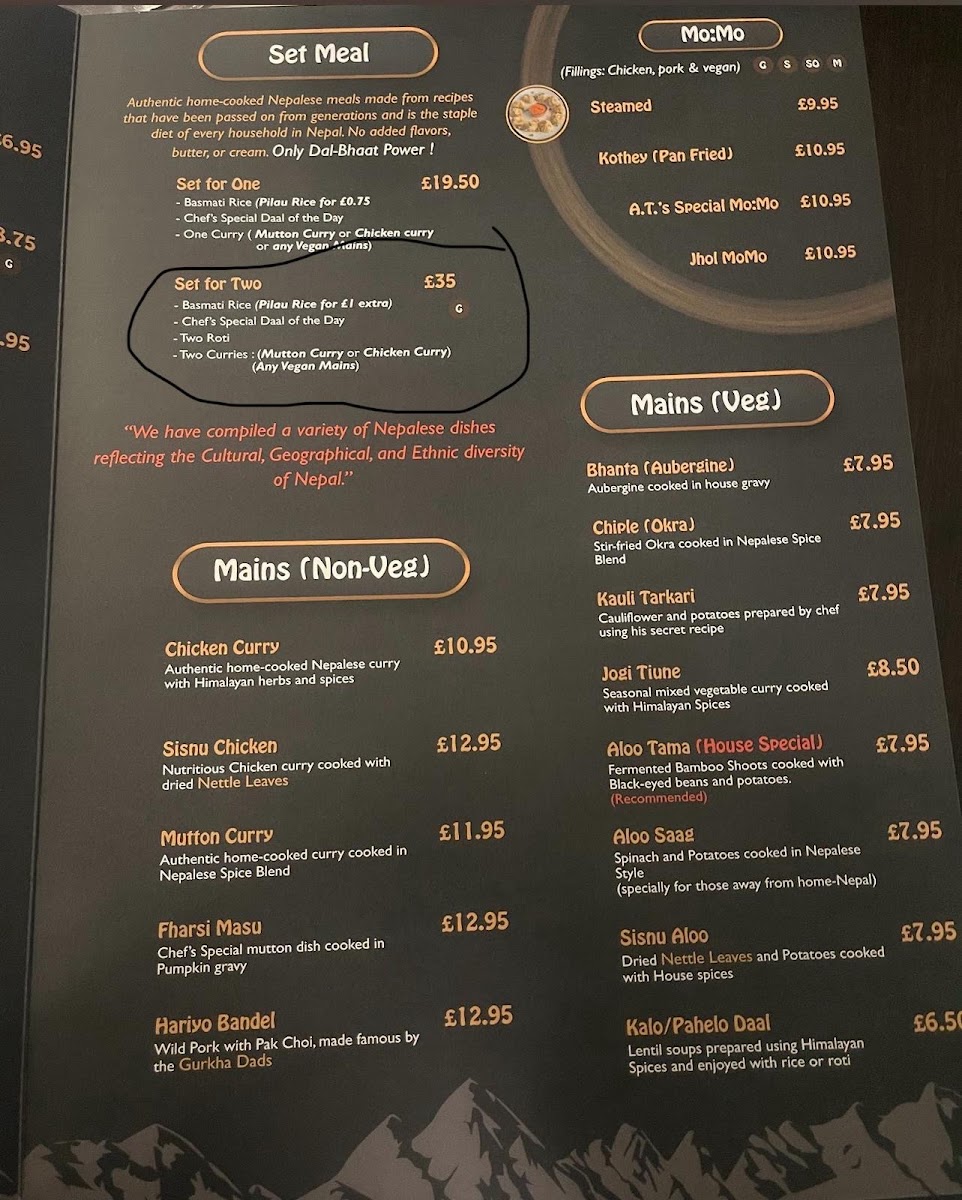 6.95
3.75
G
.95
Set Meal
Authentic home-cooked Nepalese meals made from recipes
that have been passed on from generations and is the staple
diet of every household in Nepal. No added flavors,
butter, or cream. Only Dal-Bhaat Power !
Set for One £19.50
- Basmati Rice (Pilau Rice for £0.75
- Chef's Special Daal of the Day
- One Curry ( Mutton Curry or Chicken curry
or any Vegan Mains)
Set for Two £35
- Basmati Rice (Pilau Rice for £1 extra) G
- Chef's Special Daal of the Day
- Two Roti
- Two Curries : (Mutton Curry or Chicken Curry)
(Any Vegan Mains)
"We have compiled a variety of Nepalese dishes
reflecting the Cultural, Geographical, and Ethnic diversity
of Nepal."
Mains (Non-Veg)
Chicken Curry £10.95
Authentic home-cooked Nepalese curry
with Himalayan herbs and spices
Sisnu Chicken £12.95
Nutritious Chicken curry cooked with
dried Nettle Leaves
Mutton Curry £11.95
Authentic home-cooked curry cooked in
Nepalese Spice Blend
Fharsi Masu £12.95
Chef's Special mutton dish cooked in
Pumpkin gravy
Hariyo Bandel £12.95
Wild Pork with Pak Choi, made famous by
the Gurkha Dads
Mo:Mo
(Fillings: Chicken, pork & vegan) G S SO M
Steamed £9.95
Kothey (Pan Fried) £10.95
A.T.'s Special Mo:Mo £10.95
Jhol MoMo £10.95
Mains (Veg)
Bhanta (Aubergine) £7.95
Aubergine cooked in house gravy
Chiple (Okra) £7.95
Stir-fried Okra cooked in Nepalese Spice
Blend
Kauli Tarkari £7.95
Cauliflower and potatoes prepared by chef
using his secret recipe
Jogi Tiune £8.50
Seasonal mixed vegetable curry cooked
with Himalayan Spices
Aloo Tama (House Special) £7.95
Fermented Bamboo Shoots cooked with
Black-eyed beans and potatoes.
(Recommended)
Aloo Saag £7.95
Spinach and Potatoes cooked in Nepalese
Style
(specially for those away from home-Nepal)
Sisnu Aloo £7.95
Dried Nettle Leaves and Potatoes cooked
with House spices
Kalo/Pahelo Daal £6.50
Lentil soups prepared using Himalayan
Spices and enjoyed with rice or roti